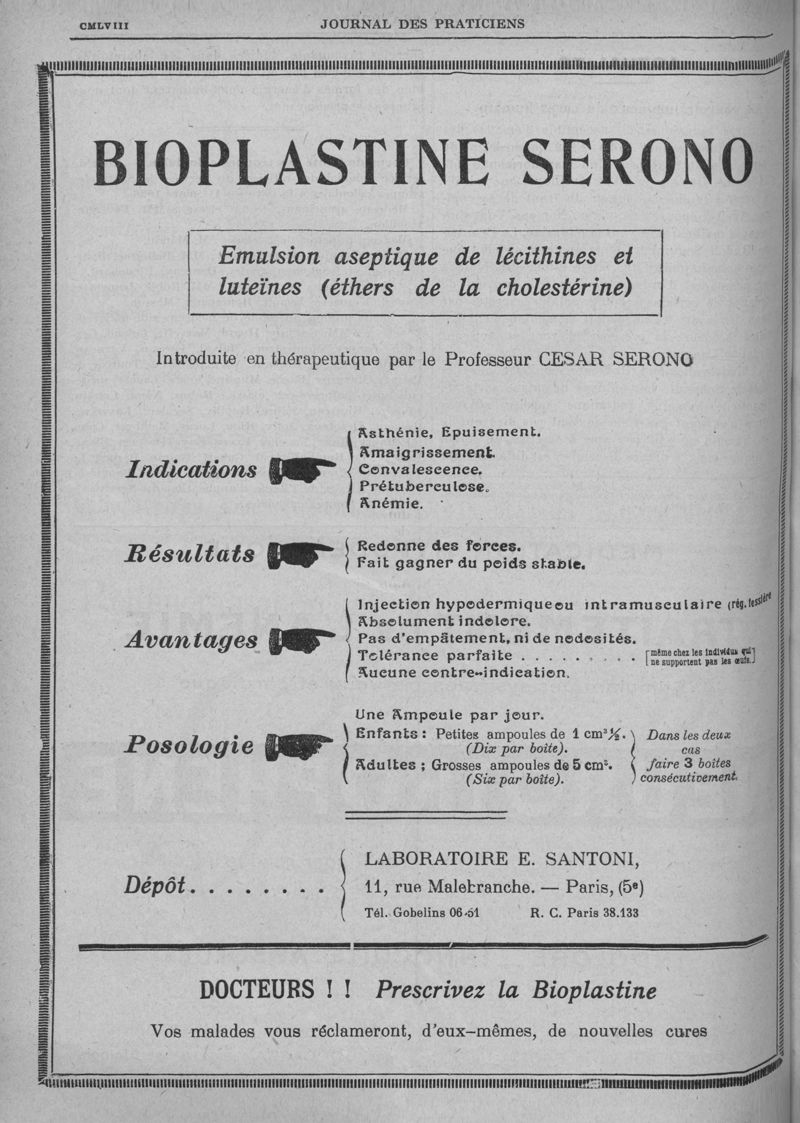 CMLVIII
JOURNAL DES PRATICIENS
BIOPLASTINE SERONO
Emulsion aseptique de lécithines et
luteïnes (éthers de la cholestérine)
Introduite en thérapeutique par le Professeur CESAR SERONO
Indications
Asthénie, Epuisement.
Amaigrissement.
Convalescence.
Prétuberculose.
Anémie.
Résultats
Redonne des forces.
Fait gagner du poids stable.
Avantages
Injection hypodermique ou intramusculaire (rég. fessière
Absolument indolore.
Pas d'empâtement, ni de nodosités.
Tolérance parfaite . . . . . . . . . [même chez les individus qui
ne supportent pas les œufs.]
Aucune contre-indication.
Posologie
Une Ampoule par jour.
Enfants : Petites ampoules de 1 cm³ ½.
(Dix par boîte).
Adultes ; Grosses ampoules de 5 cm³.
(Six par boîte).
Dans les deux
cas
faire 3 boîtes
consécutivement.
Dépôt. . . . . . . .
LABORATOIRE E. SANTONI,
11, rue Malebranche. — Paris, (5e)
Tél. Gobelins 06-51 R. C. Paris 38.133
DOCTEURS ! ! Prescrivez la Bioplastine
Vos malades vous réclameront, d'eux-mêmes, de nouvelles cures